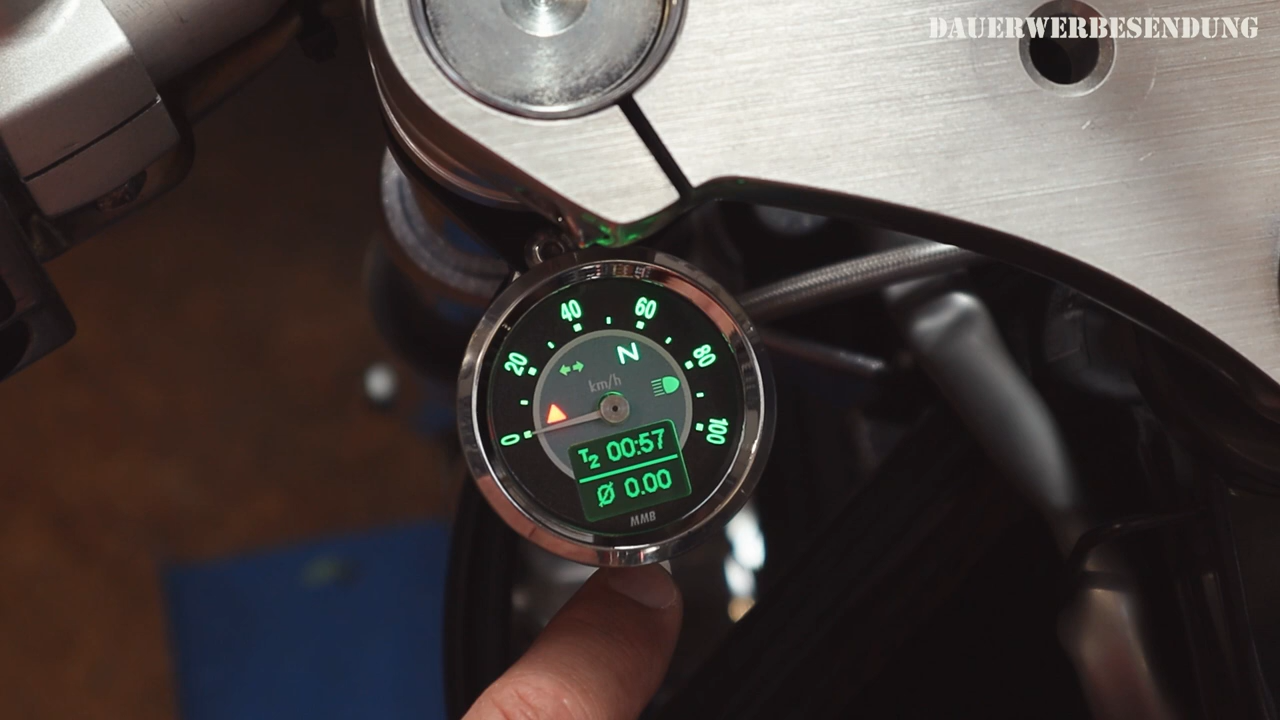 DAUERWERBESENDUNG
40 60
20 N 80
km/h
0 100
T2 00:57
Ø 0.00
MMB